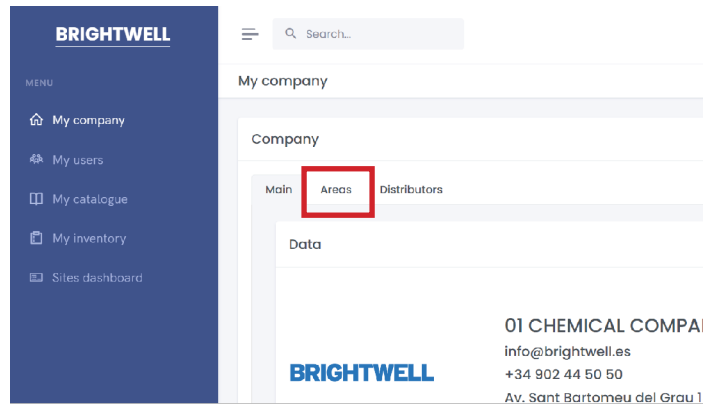 BRIGHTWELL
Search...
MENU
My company
My users
My catalogue
My inventory
Sites dashboard
My company
Company
Main Areas Distributors
Data
BRIGHTWELL
01 CHEMICAL COMPA
info@brightwell.es
+34 902 44 50 50
Av. Sant Bartomeu del Grau 1